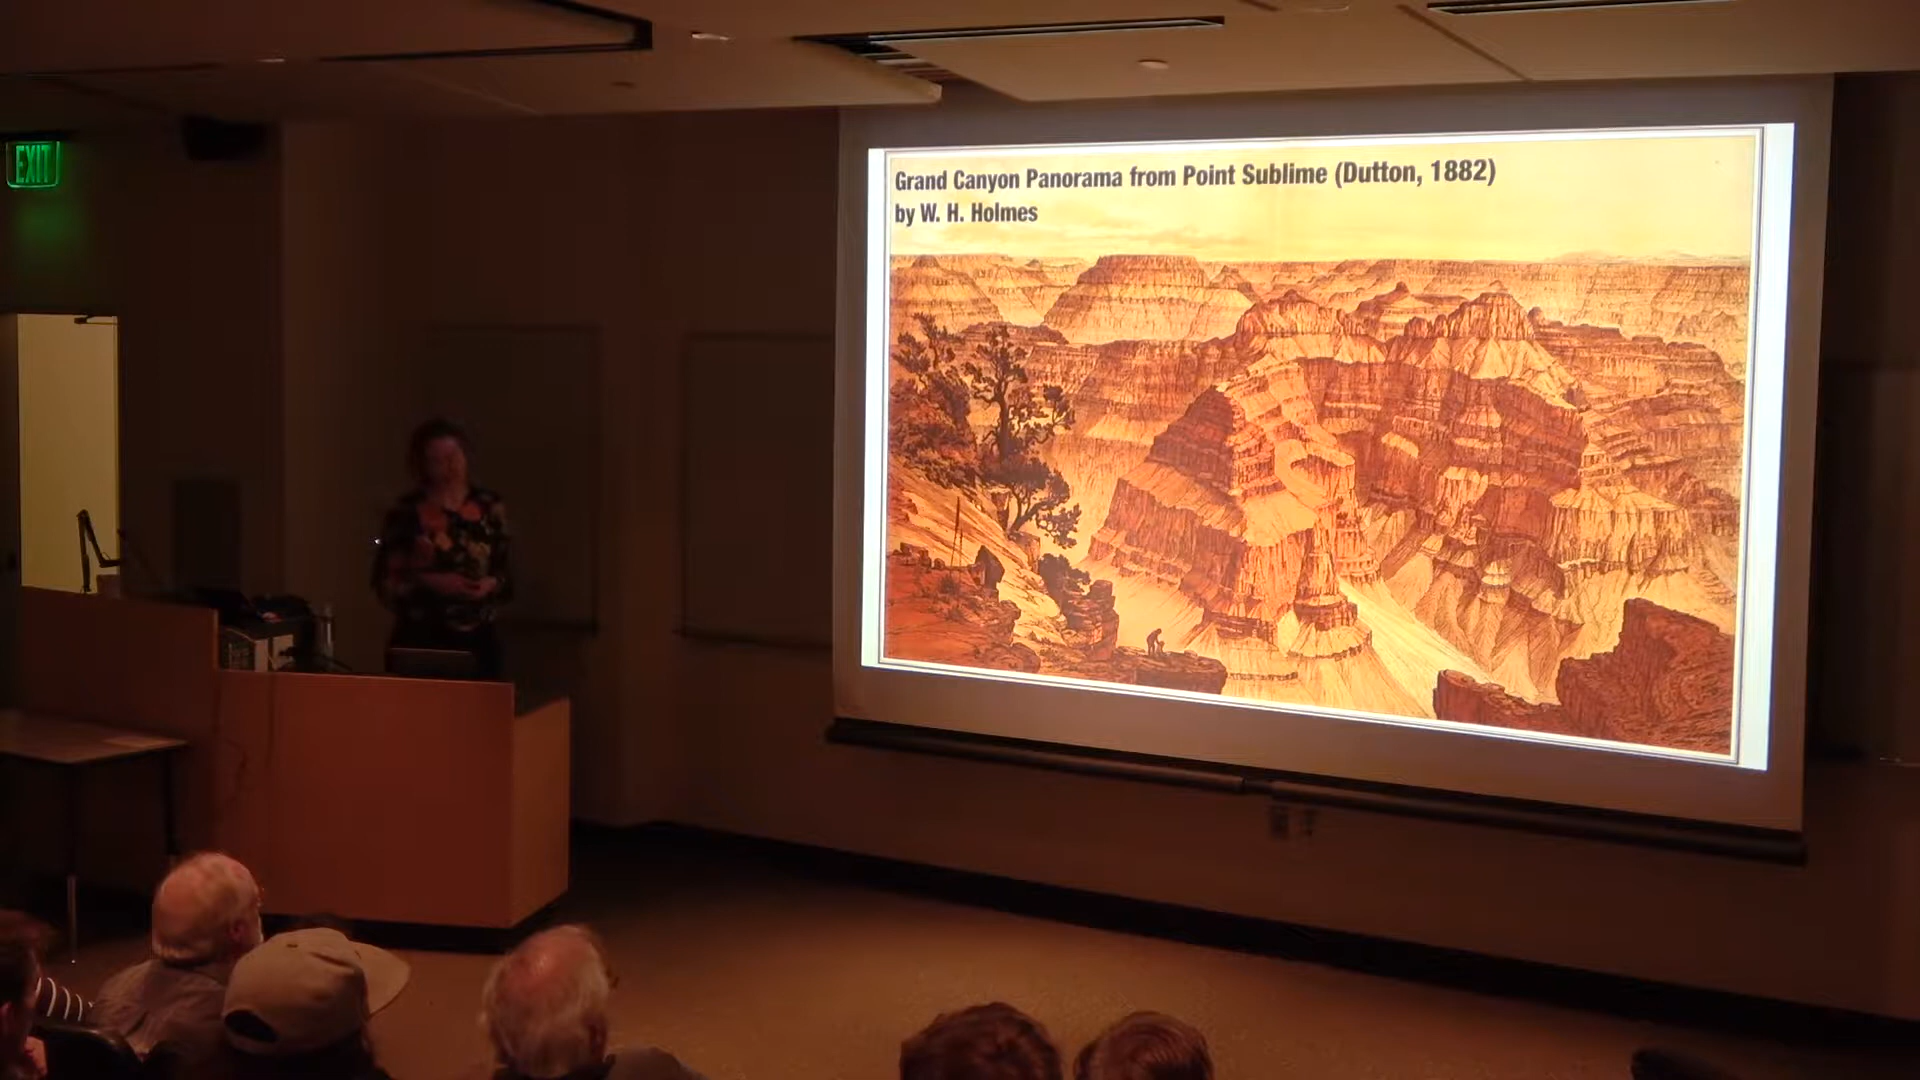 EXIT
Grand Canyon Panorama from Point Sublime (Dutton, 1882)
by W. H. Holmes